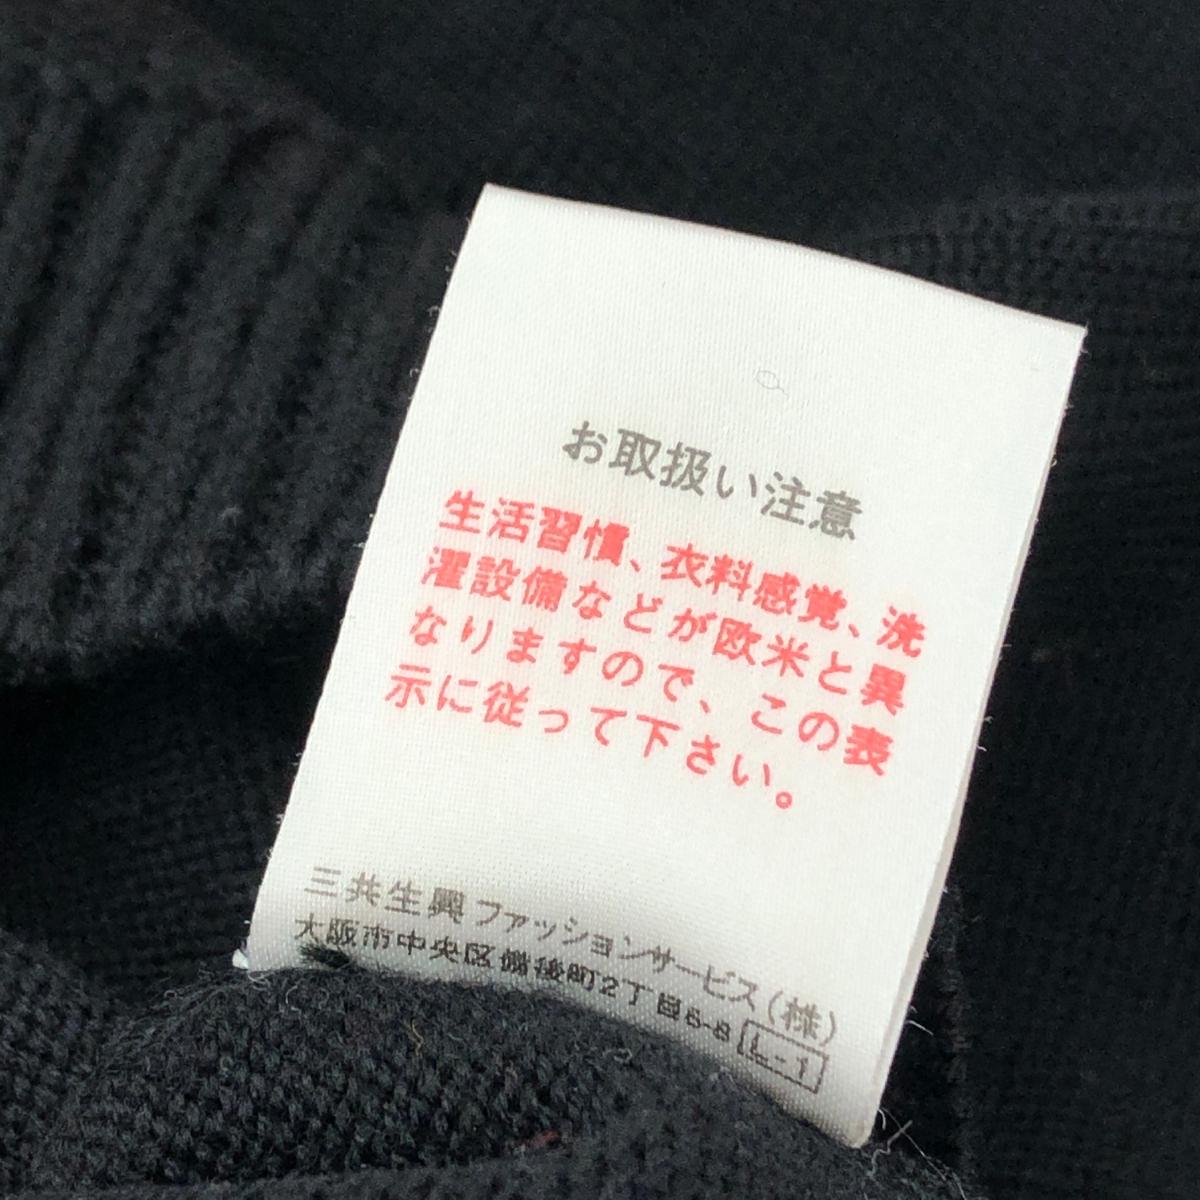 お取扱い注意
生活習慣、衣料感覚、洗
濯設備などが欧米と異
なりますので、この表
示に従って下さい。
三共生興ファッションサービス(株)
大阪市中央区備後町2丁目6-8 L-1